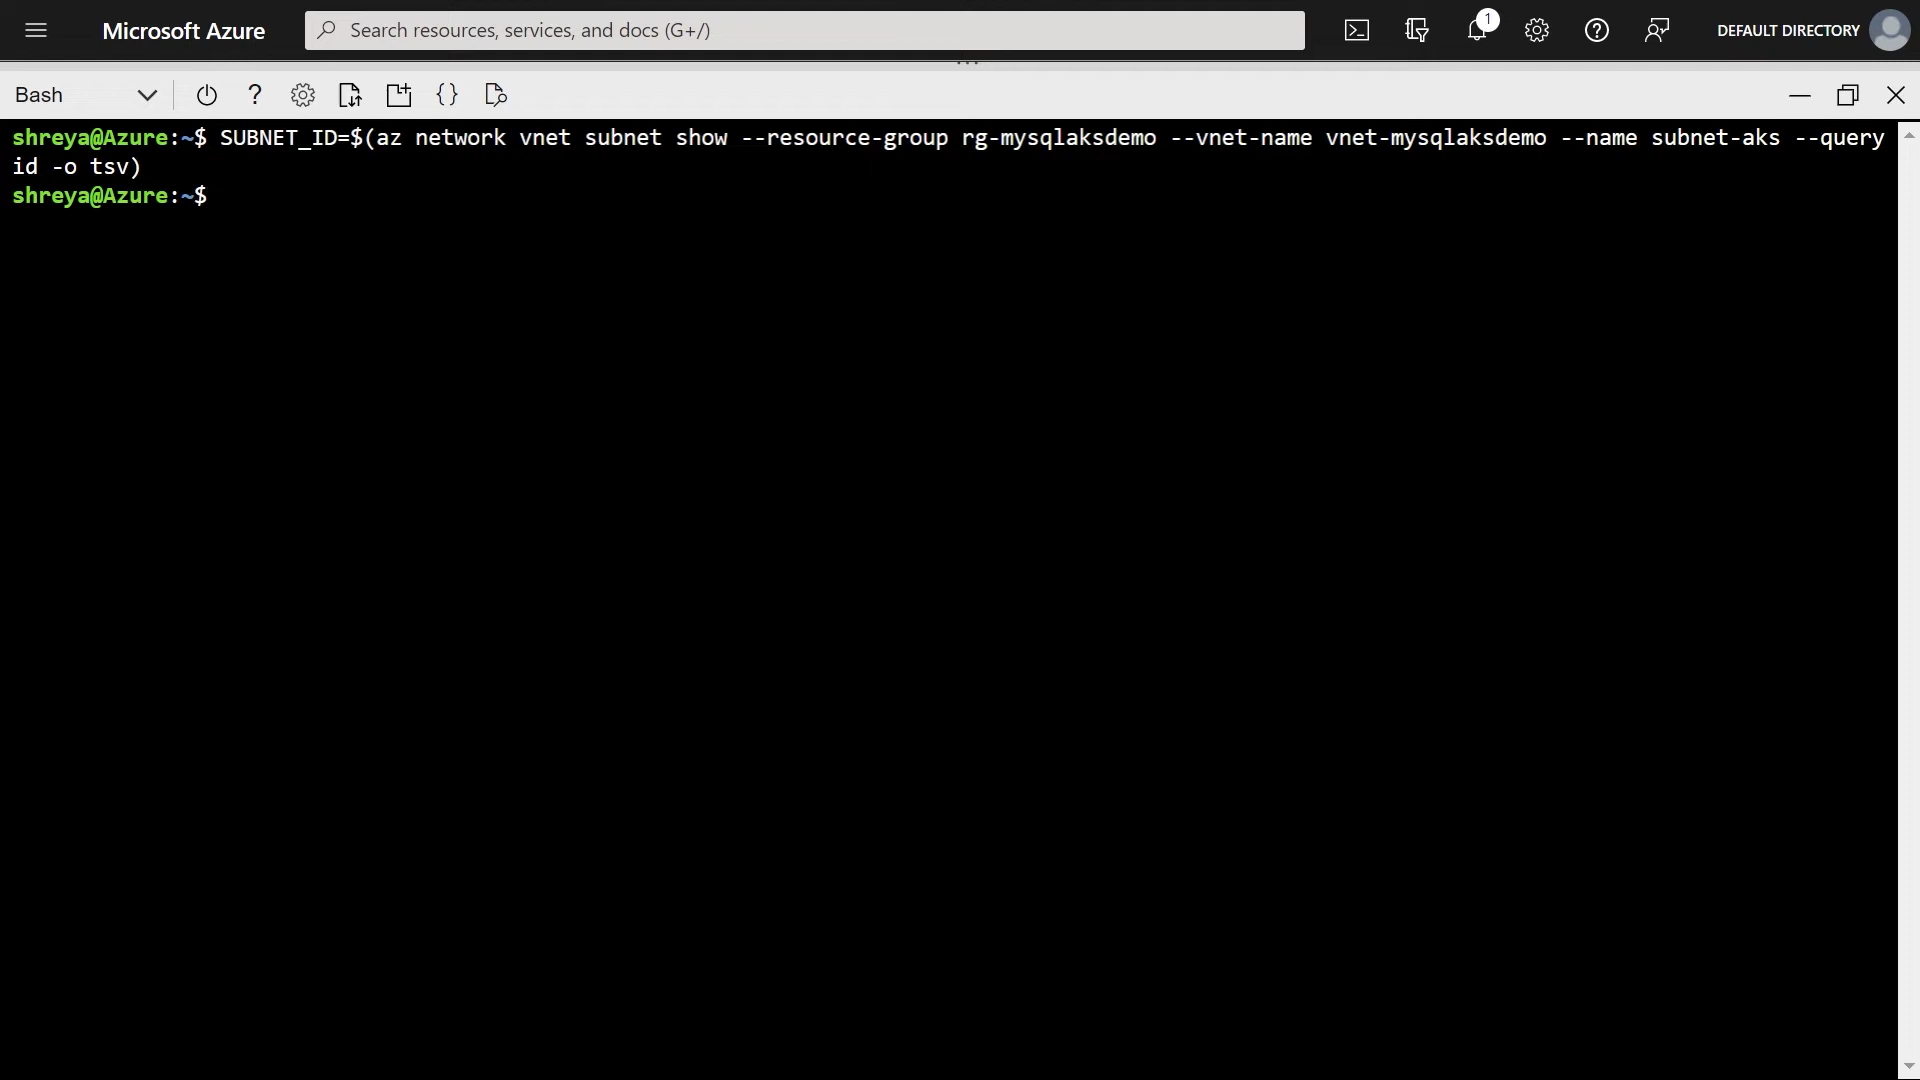 Microsoft Azure
Search resources, services, and docs (G+/)
1
DEFAULT DIRECTORY
Bash
shreya@Azure:~$ SUBNET_ID=$(az network vnet subnet show --resource-group rg-mysqlaksdemo --vnet-name vnet-mysqlaksdemo --name subnet-aks --query
id -o tsv)
shreya@Azure:~$